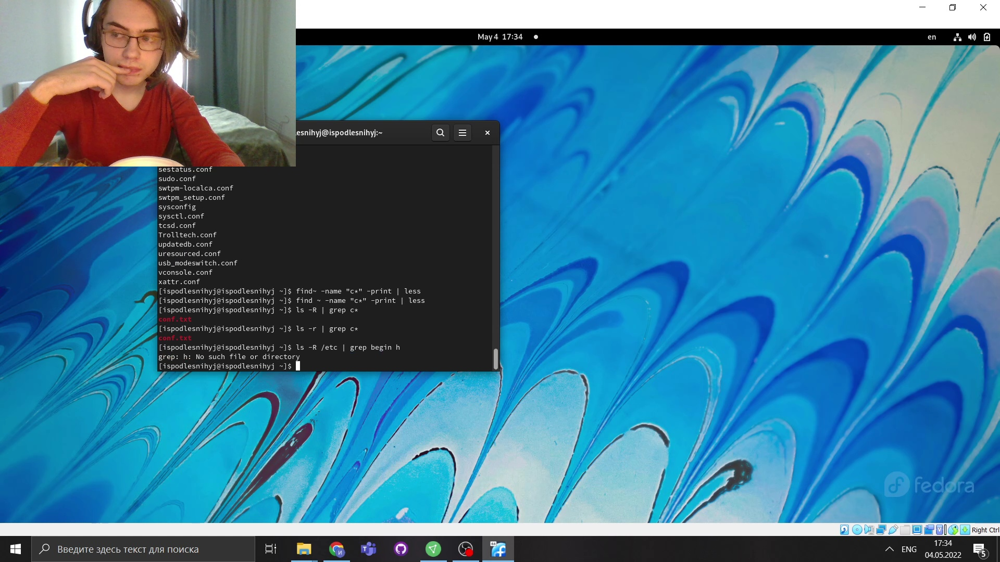 May 4 17:34
en
esnihyj@ispodlesnihyj:~
sestatus.conf
sudo.conf
swtpm-localca.conf
swtpm_setup.conf
sysconfig
sysctl.conf
tcsd.conf
Trolltech.conf
updatedb.conf
uresourced.conf
usb_modeswitch.conf
vconsole.conf
xattr.conf
[ispodlesnihyj@ispodlesnihyj ~]$ find~ -name "c*" -print | less
[ispodlesnihyj@ispodlesnihyj ~]$ find ~ -name "c*" -print | less
[ispodlesnihyj@ispodlesnihyj ~]$ ls -R | grep c*
conf.txt
[ispodlesnihyj@ispodlesnihyj ~]$ ls -r | grep c*
conf.txt
[ispodlesnihyj@ispodlesnihyj ~]$ ls -R /etc | grep begin h
grep: h: No such file or directory
[ispodlesnihyj@ispodlesnihyj ~]$
fedora
Right Ctrl
Введите здесь текст для поиска
64
ENG
17:34
04.05.2022
5